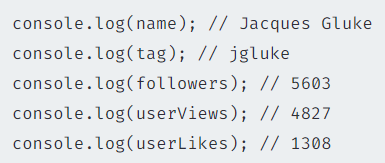 console.log(name); // Jacques Gluke
console.log(tag); // jgluke
console.log(followers); // 5603
console.log(userViews); // 4827
console.log(userLikes); // 1308